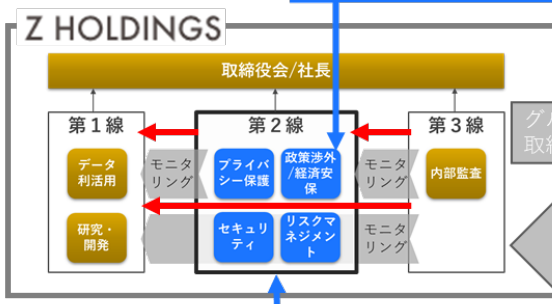 Z HOLDINGS
取締役会/社長
第1線
第2線
第3線
データ
利活用
モニタ
リング
プライバ
シー保護
政策渉外
/経済安
保
モニタ
リング
内部監査
研究・
開発
セキュリ
ティ
リスクマ
ネジメン
ト
モニタ
リング
グル
取締